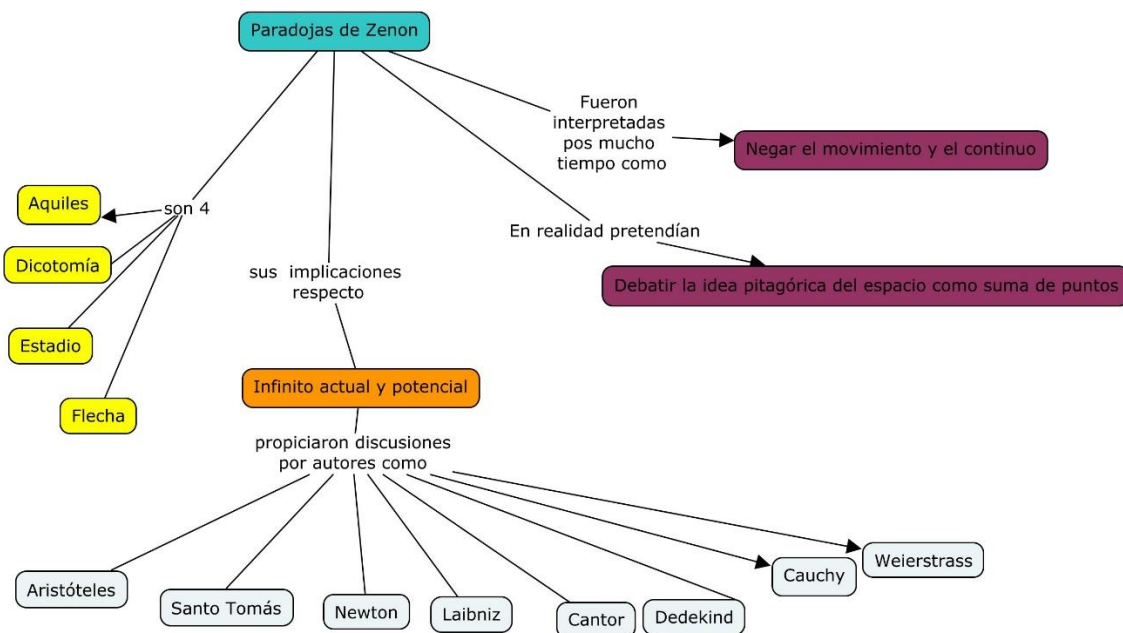 Paradojas de Zenon
Fueron
interpretadas
pos mucho
tiempo como
Negar el movimiento y el continuo
son 4
Aquiles
Dicotomía
Estadio
Flecha
En realidad pretendían
Debatir la idea pitagórica del espacio como suma de puntos
sus implicaciones
respecto
Infinito actual y potencial
propiciaron discusiones
por autores como
Aristóteles
Santo Tomás
Newton
Laibniz
Cantor
Dedekind
Cauchy
Weierstrass